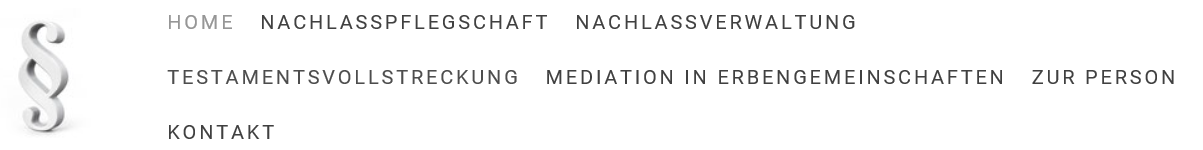 HOME NACHLASSPFLEGSCHAFT NACHLASSVERWALTUNG
TESTAMENTSVOLLSTRECKUNG MEDIATION IN ERBENGEMEINSCHAFTEN ZUR PERSON
KONTAKT